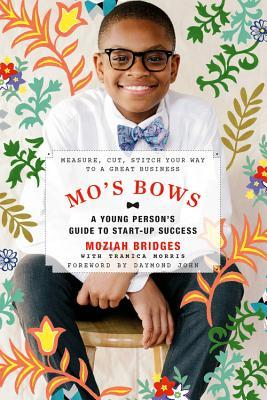 MEASURE, CUT, STITCH YOUR WAY
TO A GREAT BUSINESS
MO'S BOWS
A YOUNG PERSON'S
GUIDE TO START-UP SUCCESS
MOZIAH BRIDGES
WITH TRAMICA MORRIS
FOREWORD BY DAYMOND JOHN